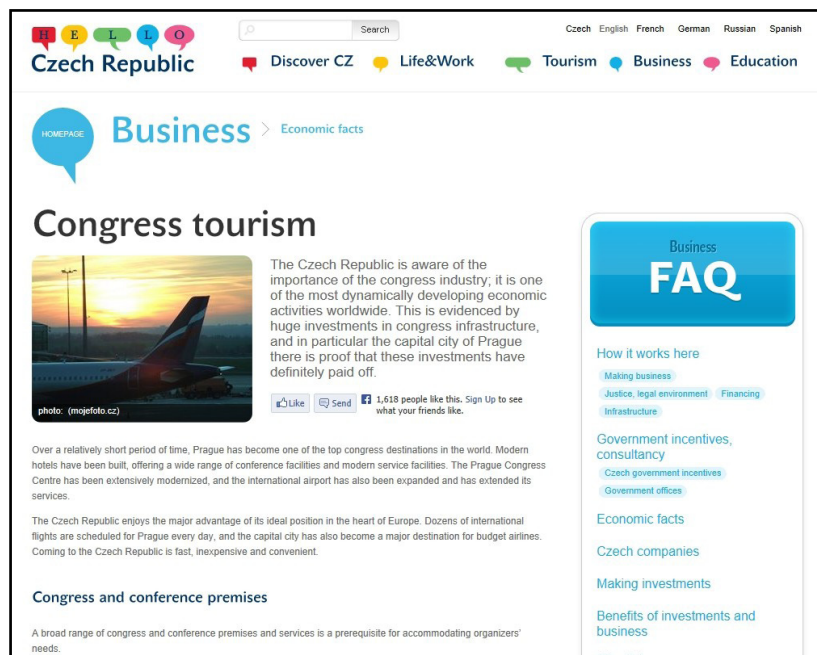 HELLO
Czech Republic
Search
Czech English French German Russian Spanish
Discover CZ Life&Work Tourism Business Education
HOMEPAGE
Business > Economic facts
Congress tourism
The Czech Republic is aware of the
importance of the congress industry; it is one
of the most dynamically developing economic
activities worldwide. This is evidenced by
huge investments in congress infrastructure,
and in particular the capital city of Prague
there is proof that these investments have
definitely paid off.
photo: (mojefoto.cz)
Like Send 1,618 people like this. Sign Up to see
what your friends like.
Over a relatively short period of time, Prague has become one of the top congress destinations in the world. Modern
hotels have been built, offering a wide range of conference facilities and modern service facilities. The Prague Congress
Centre has been extensively modernized, and the international airport has also been expanded and has extended its
services.
The Czech Republic enjoys the major advantage of its ideal position in the heart of Europe. Dozens of international
flights are scheduled for Prague every day, and the capital city has also become a major destination for budget airlines.
Coming to the Czech Republic is fast, inexpensive and convenient.
Congress and conference premises
A broad range of congress and conference premises and services is a prerequisite for accommodating organizers'
needs.
Business
FAQ
How it works here
Making business
Justice, legal environment Financing
Infrastructure
Government incentives,
consultancy
Czech government incentives
Government offices
Economic facts
Czech companies
Making investments
Benefits of investments and
business